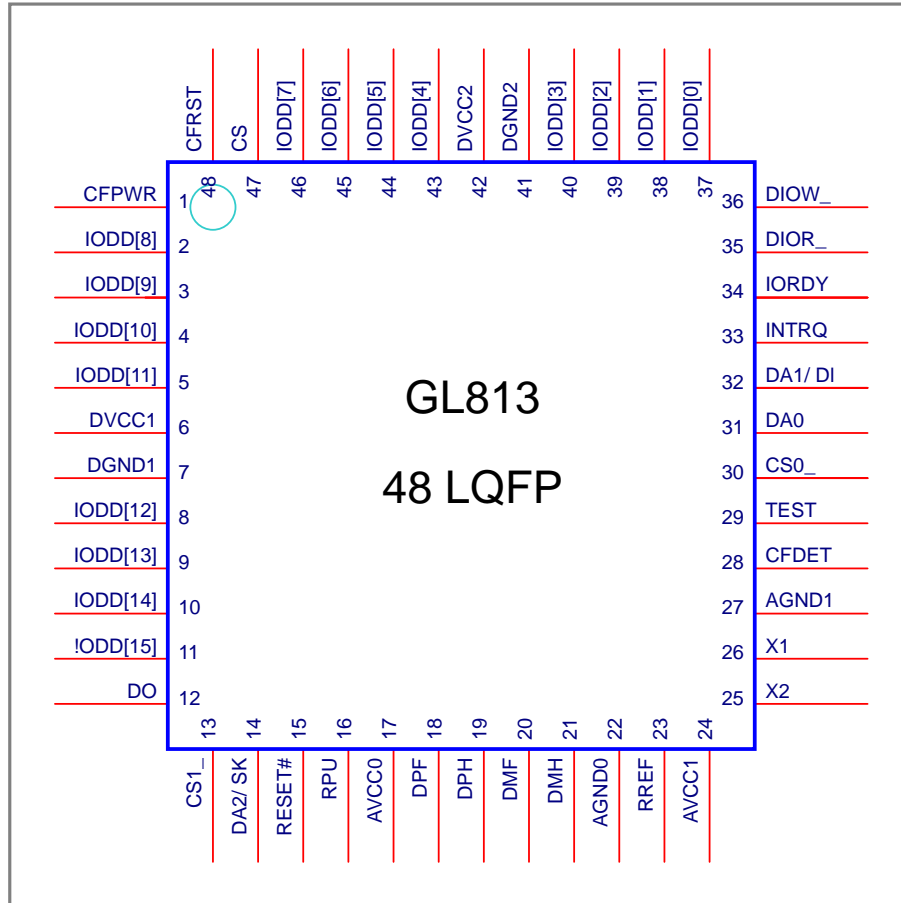 CFRST
CS
IODD[7]
IODD[6]
IODD[5]
IODD[4]
DVCC2
DGND2
IODD[3]
IODD[2]
IODD[1]
IODD[0]
48
47
46
45
44
43
42
41
40
39
38
37
CFPWR 1
IODD[8] 2
IODD[9] 3
IODD[10] 4
IODD[11] 5
DVCC1 6
DGND1 7
IODD[12] 8
IODD[13] 9
IODD[14] 10
!ODD[15] 11
DO 12
GL813
48 LQFP
36 DIOW_
35 DIOR_
34 IORDY
33 INTRQ
32 DA1/ DI
31 DA0
30 CS0_
29 TEST
28 CFDET
27 AGND1
26 X1
25 X2
13
14
15
16
17
18
19
20
21
22
23
24
CS1_
DA2/ SK
RESET#
RPU
AVCC0
DPF
DPH
DMF
DMH
AGND0
RREF
AVCC1